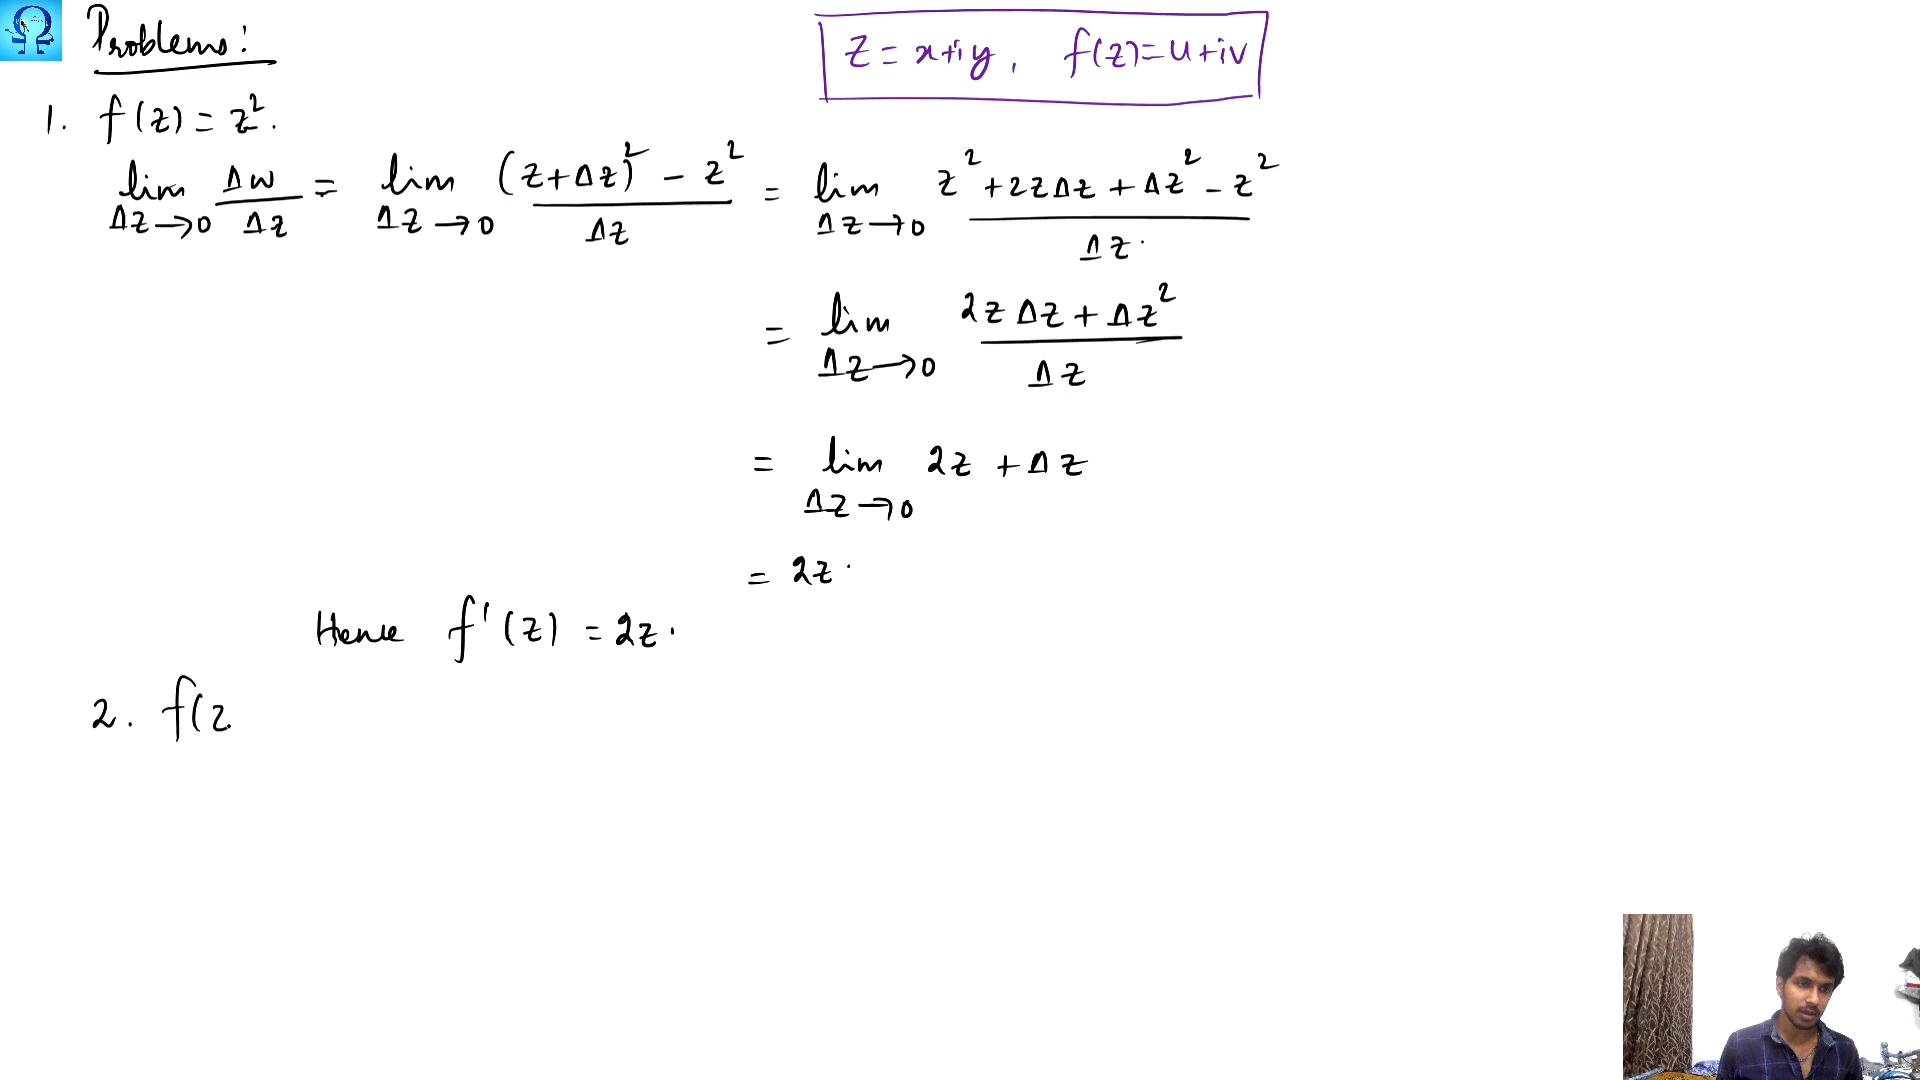 Problems:
z = x+iy, f(z)=u+iv
1. f(z) = z².
lim Δz→0 Δw/Δz = lim Δz→0 ((z+Δz)² - z²)/Δz = lim Δz→0 (z² + 2zΔz + Δz² - z²)/Δz.
= lim Δz→0 (2zΔz + Δz²)/Δz
= lim Δz→0 2z + Δz
= 2z.
Hence f'(z) = 2z.
2. f(z